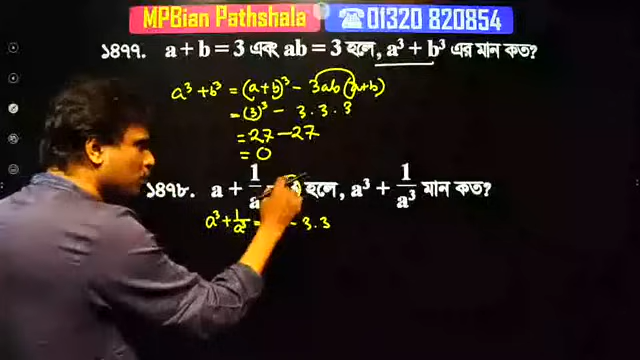 MPBian Pathshala ☎01320 820854
১৪৭৭. a + b = 3 এবং ab = 3 হলে, a³ + b³ এর মান কত?
a³ + b³ = (a+b)³ − 3ab(a+b)
= (3)³ − 3.3.3
= 27 − 27
= 0
১৪৭৮. a + 1/a হলে, a³ + 1/a³ মান কত?
a³ + 1/a³ = − 3.3